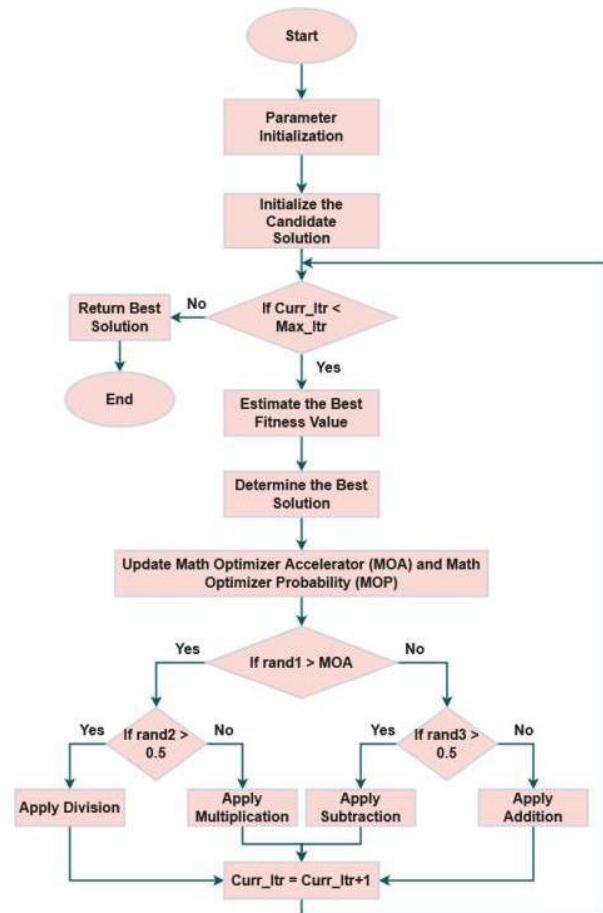 Start
Parameter
Initialization
Initialize the
Candidate
Solution
If Curr_Itr <
Max_Itr
No
Return Best
Solution
End
Yes
Estimate the Best
Fitness Value
Determine the Best
Solution
Update Math Optimizer Accelerator (MOA) and Math
Optimizer Probability (MOP)
If rand1 > MOA
Yes
No
If rand2 >
0.5
Yes
No
If rand3 >
0.5
Yes
No
Apply Division
Apply
Multiplication
Apply
Subtraction
Apply
Addition
Curr_Itr = Curr_Itr+1